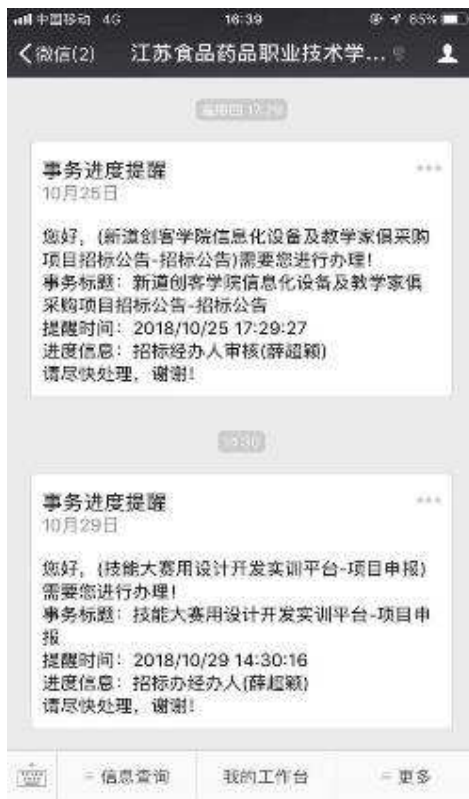 中国移动 4G 16:39 65%
微信(2) 江苏食品药品职业技术学...
星期四 17:29
事务进度提醒
10月25日
您好，(新道创客学院信息化设备及教学家俱采购
项目招标公告-招标公告)需要您进行办理！
事务标题：新道创客学院信息化设备及教学家俱
采购项目招标公告-招标公告
提醒时间：2018/10/25 17:29:27
进度信息：招标经办人审核(薛超颖)
请尽快处理，谢谢！
14:30
事务进度提醒
10月29日
您好，(技能大赛用设计开发实训平台-项目申报)
需要您进行办理！
事务标题：技能大赛用设计开发实训平台-项目申
报
提醒时间：2018/10/29 14:30:16
进度信息：招标办经办人(薛超颖)
请尽快处理，谢谢！
信息查询 我的工作台 更多